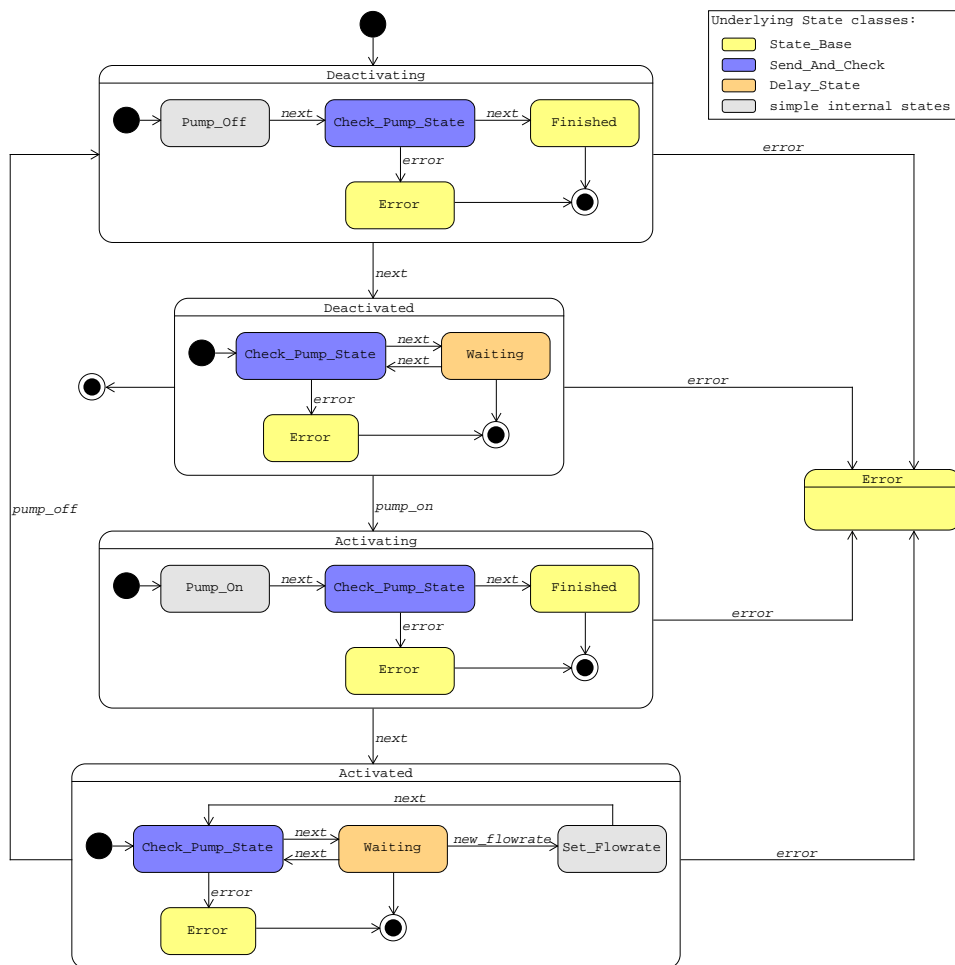 Underlying State classes:
State_Base
Send_And_Check
Delay_State
simple internal states
Deactivating
Pump_Off
next
Check_Pump_State
next
Finished
error
Error
error
next
Deactivated
Check_Pump_State
next
next
Waiting
error
Error
error
Error
pump_off
pump_on
Activating
Pump_On
next
Check_Pump_State
next
Finished
error
Error
error
next
Activated
next
Check_Pump_State
next
next
Waiting
new_flowrate
Set_Flowrate
error
Error
error